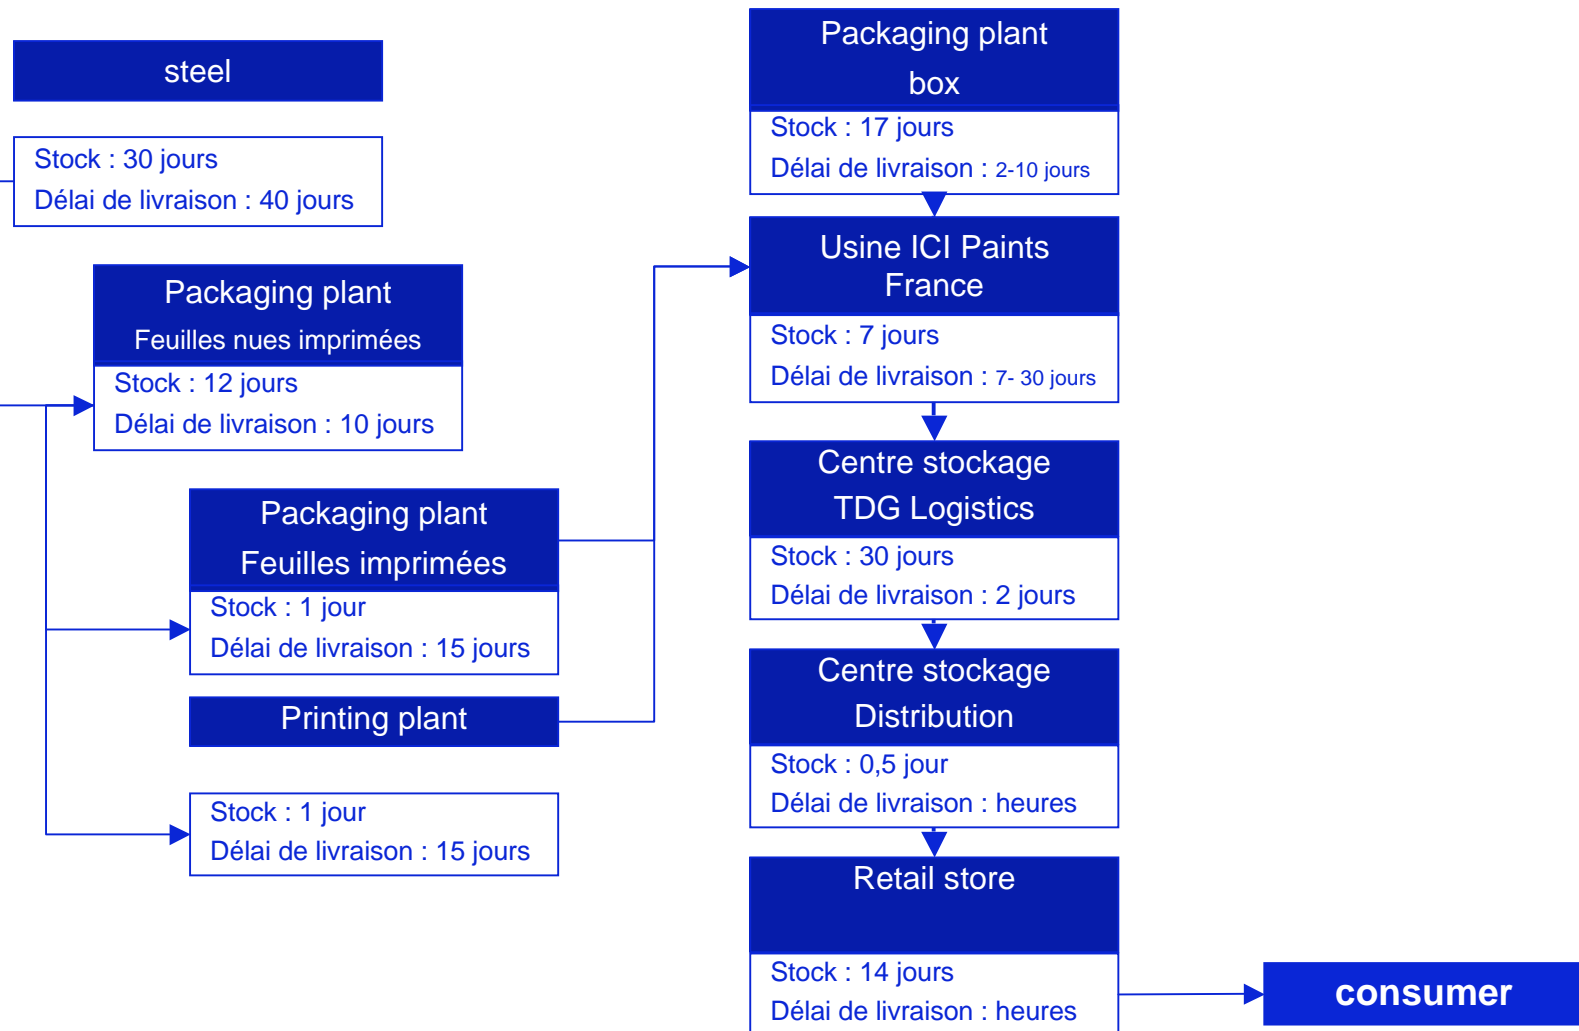 steel
Stock : 30 jours
Délai de livraison : 40 jours
Packaging plant
Feuilles nues imprimées
Stock : 12 jours
Délai de livraison : 10 jours
Packaging plant
Feuilles imprimées
Stock : 1 jour
Délai de livraison : 15 jours
Printing plant
Stock : 1 jour
Délai de livraison : 15 jours
Packaging plant
box
Stock : 17 jours
Délai de livraison : 2-10 jours
Usine ICI Paints
France
Stock : 7 jours
Délai de livraison : 7- 30 jours
Centre stockage
TDG Logistics
Stock : 30 jours
Délai de livraison : 2 jours
Centre stockage
Distribution
Stock : 0,5 jour
Délai de livraison : heures
Retail store
Stock : 14 jours
Délai de livraison : heures
consumer